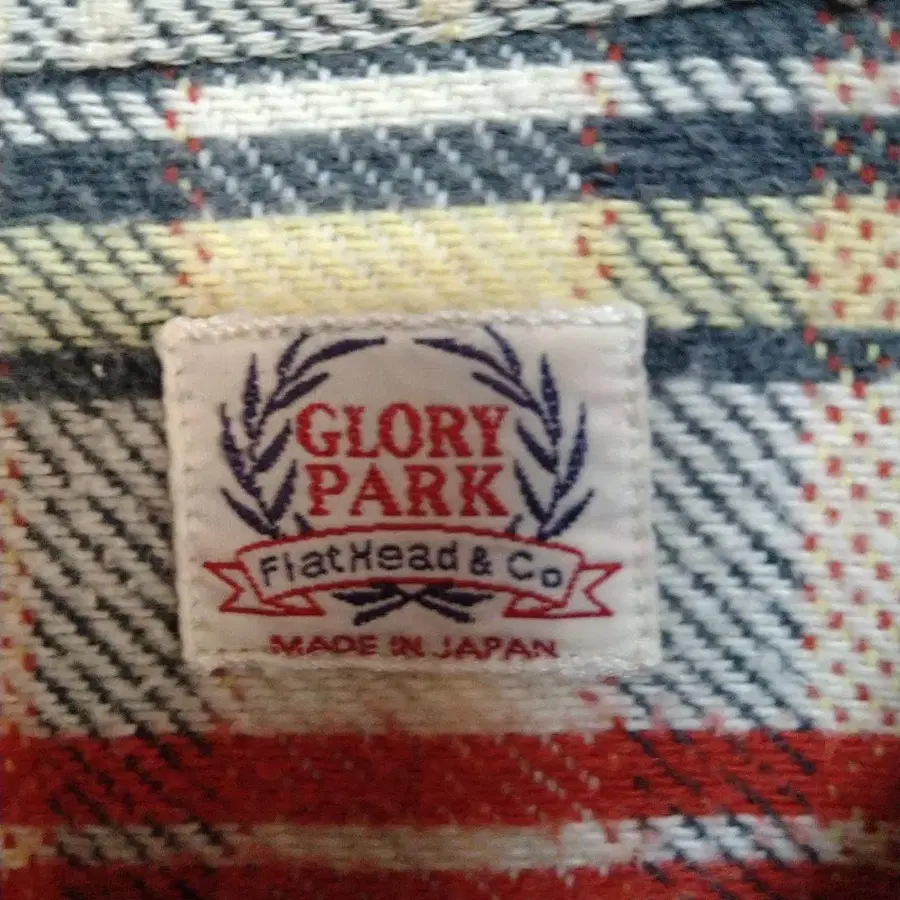 GLORY
PARK
FlatHead & Co
MADE IN JAPAN